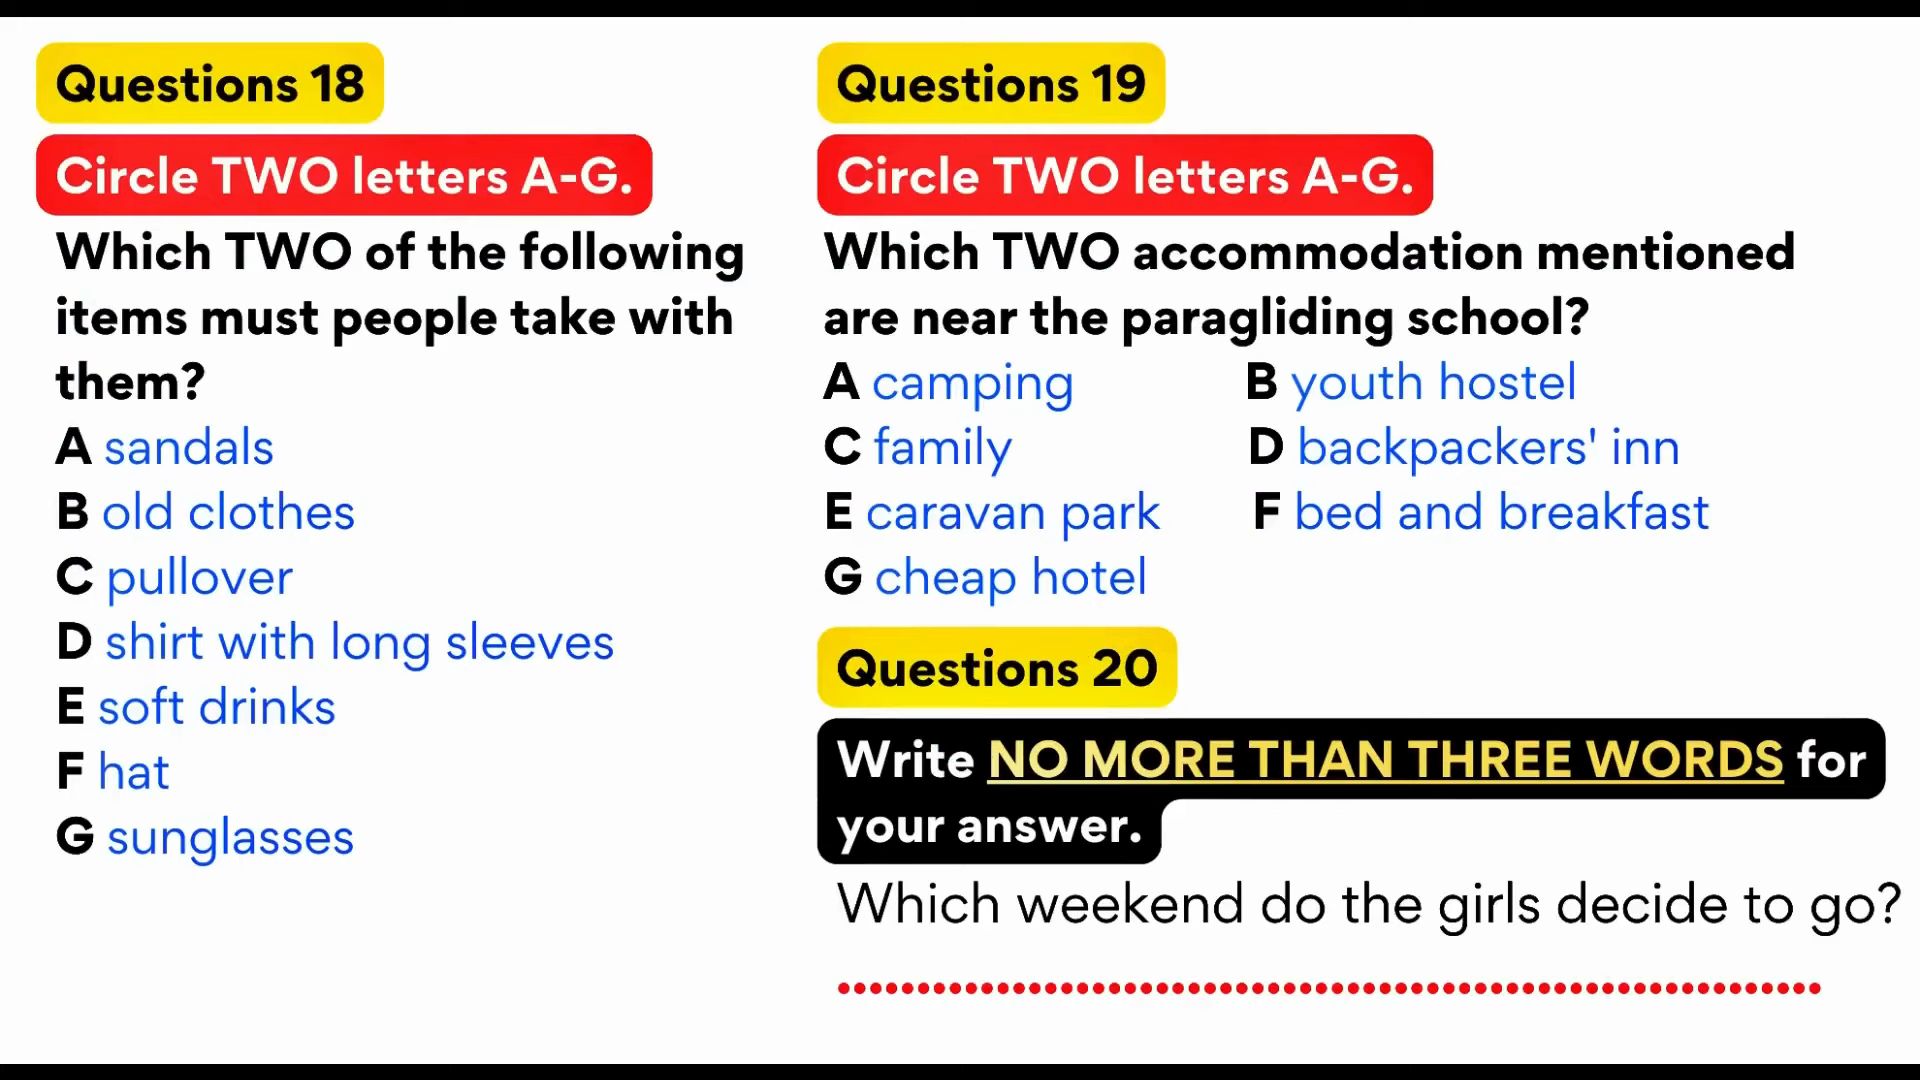 Questions 18
Circle TWO letters A-G.
Which TWO of the following
items must people take with
them?
A sandals
B old clothes
C pullover
D shirt with long sleeves
E soft drinks
F hat
G sunglasses
Questions 19
Circle TWO letters A-G.
Which TWO accommodation mentioned
are near the paragliding school?
A camping B youth hostel
C family D backpackers' inn
E caravan park F bed and breakfast
G cheap hotel
Questions 20
Write NO MORE THAN THREE WORDS for
your answer.
Which weekend do the girls decide to go?